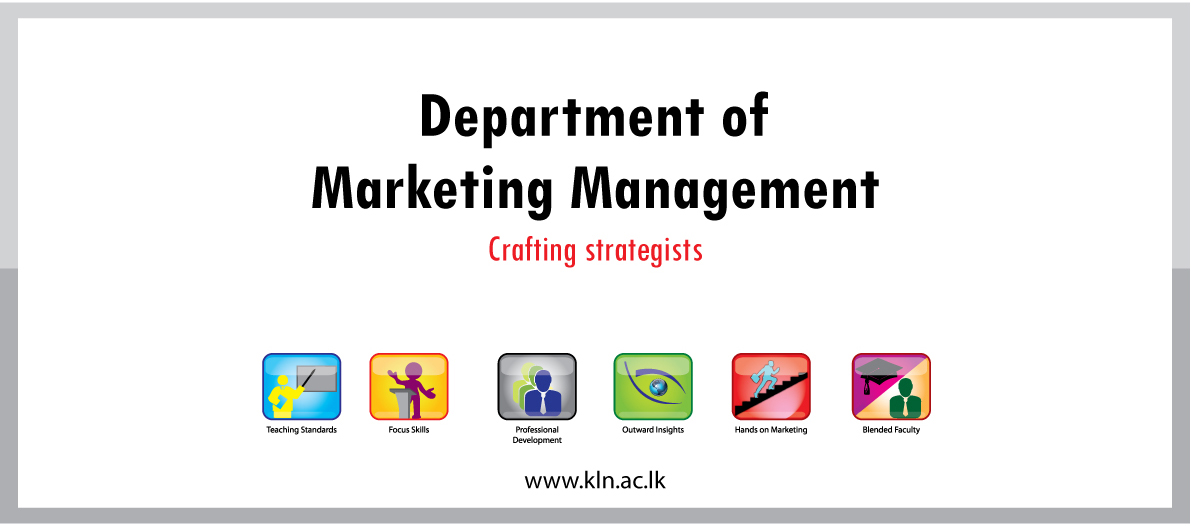 Department of
Marketing Management
Crafting strategists
Teaching Standards
Focus Skills
Professional
Development
Outward Insights
Hands on Marketing
Blended Faculty
www.kln.ac.lk